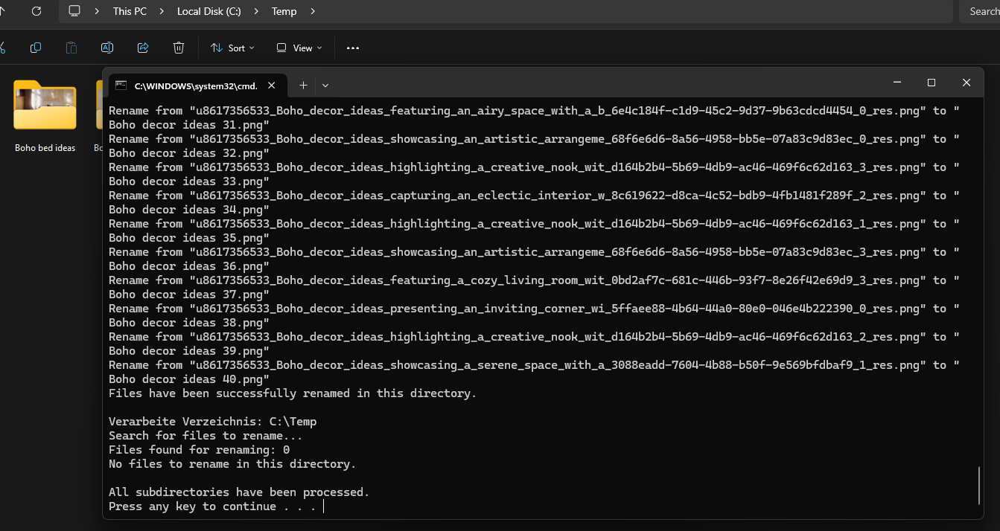 This PC > Local Disk (C:) > Temp >
Search
Sort
View
Boho bed ideas
Bo
C:\WINDOWS\system32\cmd.
Rename from "u8617356533_Boho_decor_ideas_featuring_an_airy_space_with_a_b_6e4c184f-c1d9-45c2-9d37-9b63cdcd4454_0_res.png" to "
Boho decor ideas 31.png"
Rename from "u8617356533_Boho_decor_ideas_showcasing_an_artistic_arrangeme_68f6e6d6-8a56-4958-bb5e-07a83c9d83ec_0_res.png" to "
Boho decor ideas 32.png"
Rename from "u8617356533_Boho_decor_ideas_highlighting_a_creative_nook_wit_d164b2b4-5b69-4db9-ac46-469f6c62d163_3_res.png" to "
Boho decor ideas 33.png"
Rename from "u8617356533_Boho_decor_ideas_capturing_an_eclectic_interior_w_8c619622-d8ca-4c52-bdb9-4fb1481f289f_2_res.png" to "
Boho decor ideas 34.png"
Rename from "u8617356533_Boho_decor_ideas_highlighting_a_creative_nook_wit_d164b2b4-5b69-4db9-ac46-469f6c62d163_1_res.png" to "
Boho decor ideas 35.png"
Rename from "u8617356533_Boho_decor_ideas_showcasing_an_artistic_arrangeme_68f6e6d6-8a56-4958-bb5e-07a83c9d83ec_3_res.png" to "
Boho decor ideas 36.png"
Rename from "u8617356533_Boho_decor_ideas_featuring_a_cozy_living_room_wit_0bd2af7c-681c-446b-93f7-8e26f42e69d9_3_res.png" to "
Boho decor ideas 37.png"
Rename from "u8617356533_Boho_decor_ideas_presenting_an_inviting_corner_wi_5ffaee88-4b64-44a0-80e0-046e4b222390_0_res.png" to "
Boho decor ideas 38.png"
Rename from "u8617356533_Boho_decor_ideas_highlighting_a_creative_nook_wit_d164b2b4-5b69-4db9-ac46-469f6c62d163_2_res.png" to "
Boho decor ideas 39.png"
Rename from "u8617356533_Boho_decor_ideas_showcasing_a_serene_space_with_a_3088eadd-7604-4b88-b50f-9e569bfdbaf9_1_res.png" to "
Boho decor ideas 40.png"
Files have been successfully renamed in this directory.
Verarbeite Verzeichnis: C:\Temp
Search for files to rename...
Files found for renaming: 0
No files to rename in this directory.
All subdirectories have been processed.
Press any key to continue . . .